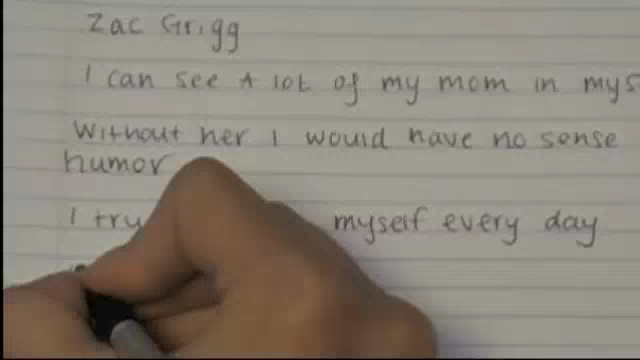 Zac Grigg
I can see A lot of my mom in
Without her I would have no sense
humor
I try myself every day